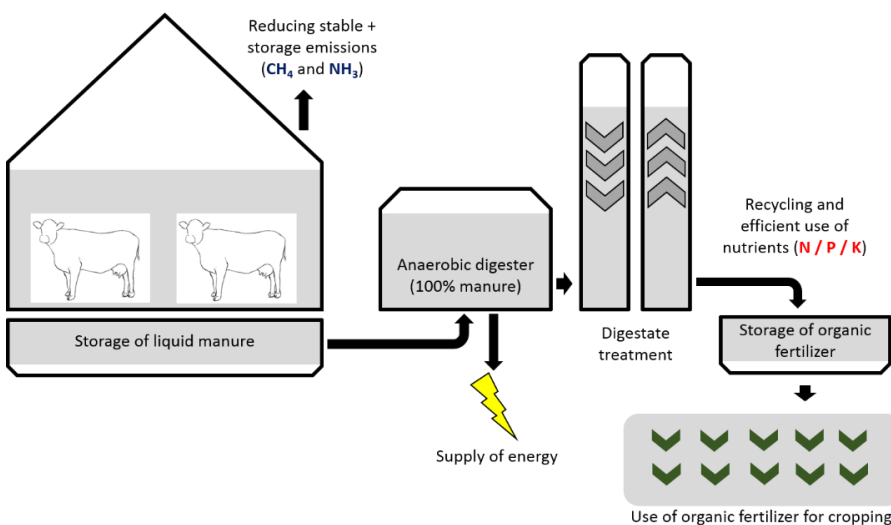 Reducing stable +
storage emissions
(CH₄ and NH₃)
Storage of liquid manure
Anaerobic digester
(100% manure)
Supply of energy
Digestate
treatment
Recycling and
efficient use of
nutrients (N / P / K)
Storage of organic
fertilizer
Use of organic fertilizer for cropping